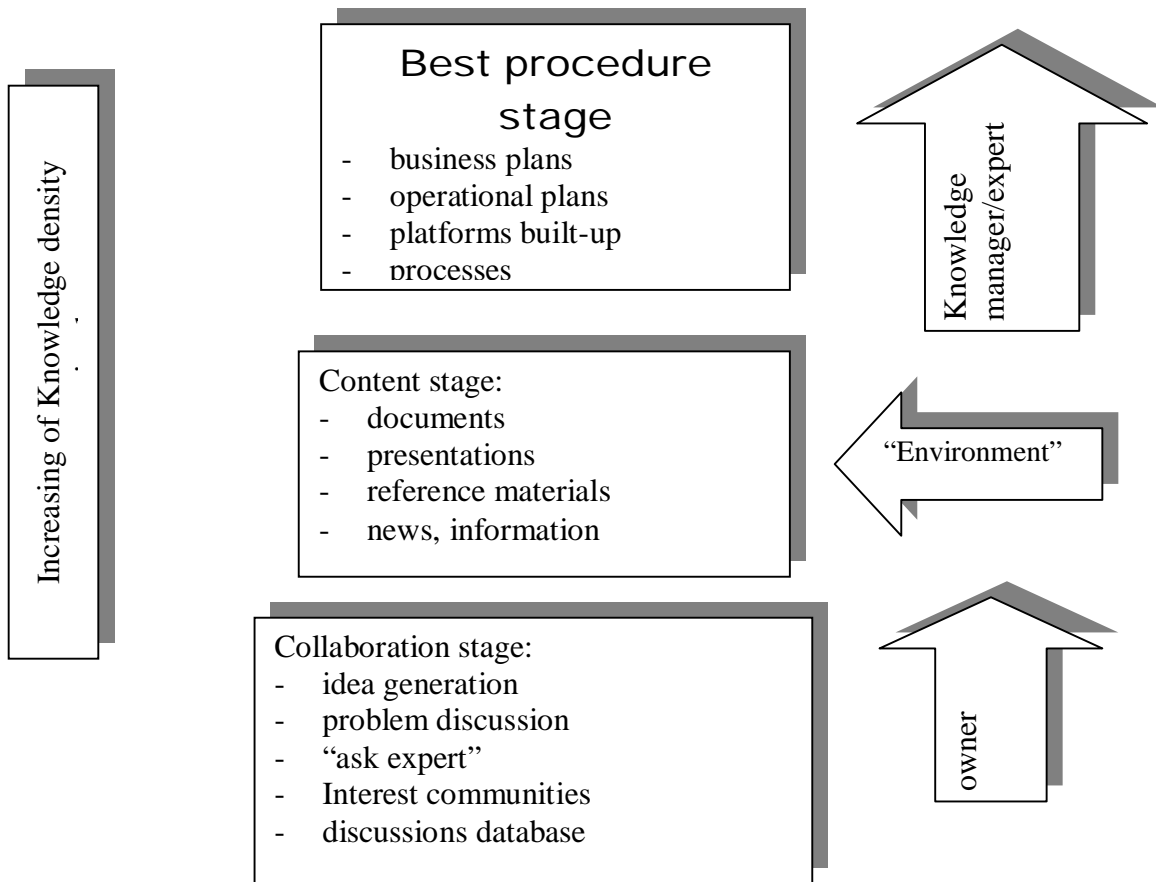 Increasing of Knowledge density
Best procedure
stage
- business plans
- operational plans
- platforms built-up
- processes
Knowledge
manager/expert
Content stage:
- documents
- presentations
- reference materials
- news, information
“Environment”
Collaboration stage:
- idea generation
- problem discussion
- “ask expert”
- Interest communities
- discussions database
owner